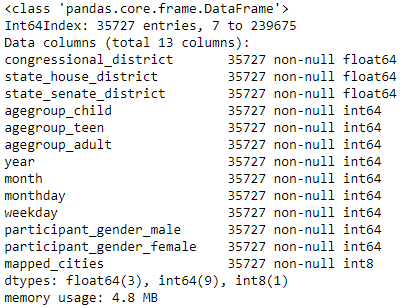 <class 'pandas.core.frame.DataFrame'>
Int64Index: 35727 entries, 7 to 239675
Data columns (total 13 columns):
congressional_district 35727 non-null float64
state_house_district 35727 non-null float64
state_senate_district 35727 non-null float64
agegroup_child 35727 non-null int64
agegroup_teen 35727 non-null int64
agegroup_adult 35727 non-null int64
year 35727 non-null int64
month 35727 non-null int64
monthday 35727 non-null int64
weekday 35727 non-null int64
participant_gender_male 35727 non-null int64
participant_gender_female 35727 non-null int64
mapped_cities 35727 non-null int8
dtypes: float64(3), int64(9), int8(1)
memory usage: 4.8 MB